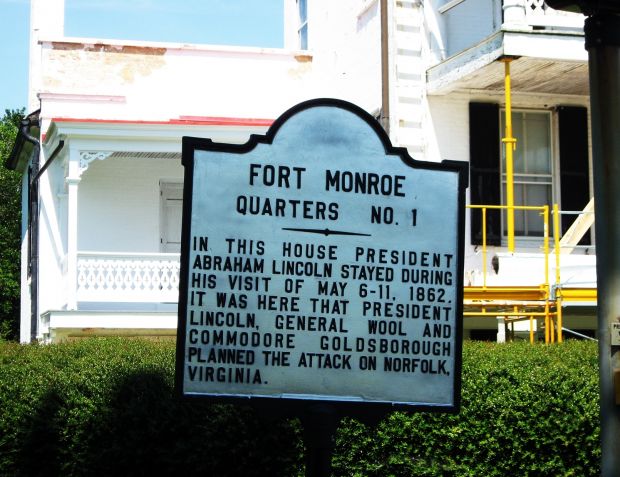 FORT MONROE
QUARTERS NO. 1
IN THIS HOUSE PRESIDENT
ABRAHAM LINCOLN STAYED DURING
HIS VISIT OF MAY 6-11, 1862.
IT WAS HERE THAT PRESIDENT
LINCOLN, GENERAL WOOL AND
COMMODORE GOLDSBOROUGH
PLANNED THE ATTACK ON NORFOLK,
VIRGINIA.